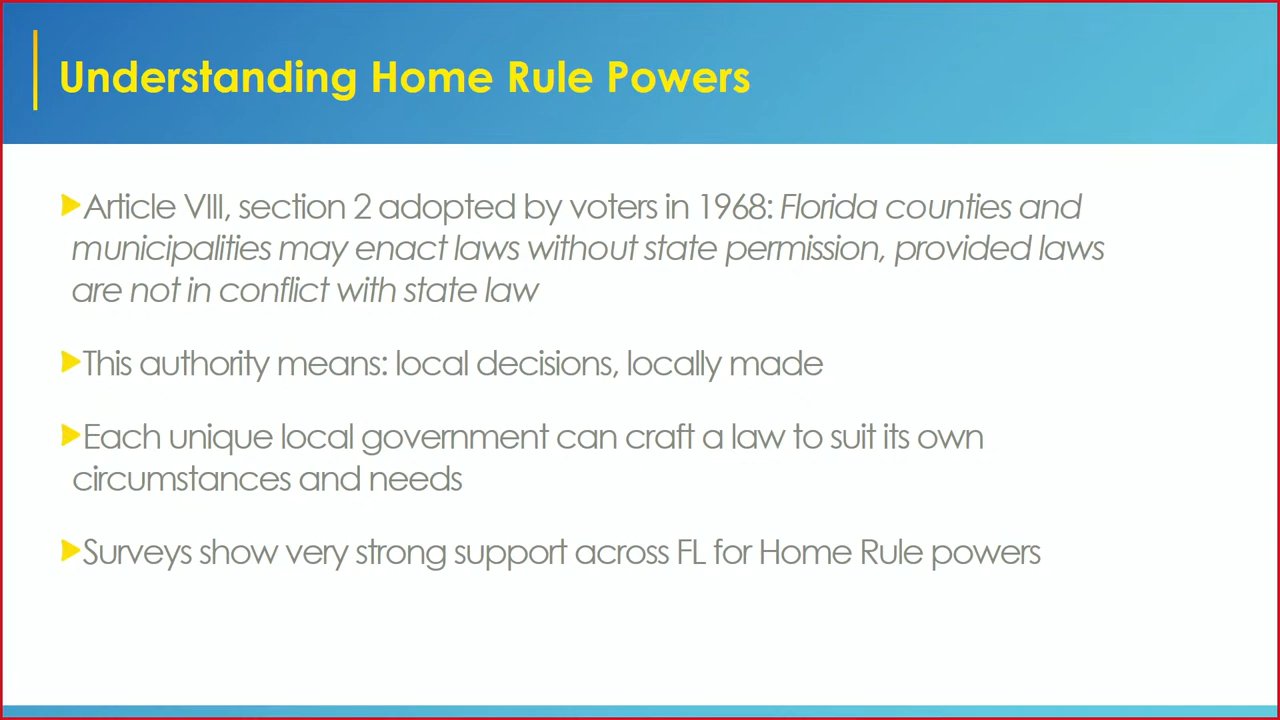 Understanding Home Rule Powers
Article VIII, section 2 adopted by voters in 1968: Florida counties and
municipalities may enact laws without state permission, provided laws
are not in conflict with state law
This authority means: local decisions, locally made
Each unique local government can craft a law to suit its own
circumstances and needs
Surveys show very strong support across FL for Home Rule powers